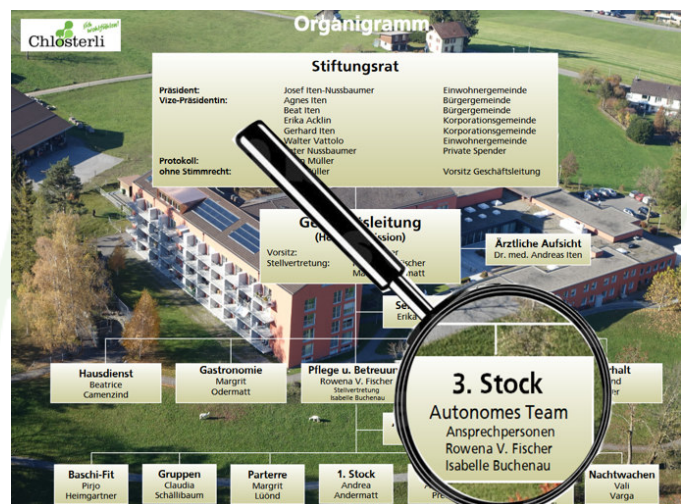 Organigramm
Chlösterli
Stiftungsrat
Präsident: Josef Iten-Nussbaumer Einwohnergemeinde
Vize-Präsidentin: Agnes Iten Bürgergemeinde
Beat Iten Bürgergemeinde
Erika Acklin Korporationsgemeinde
Gerhard Iten Korporationsgemeinde
Walter Vattolo Einwohnergemeinde
Nussbaumer Private Spender
Protokoll: Müller
ohne Stimmrecht: Vorsitz Geschäftsleitung
Vorsitz:
Stellvertretung:
Ärztliche Aufsicht
Dr. med. Andreas Iten
Erika
Hausdienst
Beatrice
Camenzind
Gastronomie
Margrit
Odermatt
Pflege u. Betreuung
Rowena V. Fischer
Stellvertretung
Isabelle Buchenau
3. Stock
Autonomes Team
Ansprechpersonen
Rowena V. Fischer
Isabelle Buchenau
Baschi-Fit
Pirjo
Heimgartner
Gruppen
Claudia
Schällibaum
Parterre
Margrit
Lüönd
1. Stock
Andrea
Andermatt
Nachtwachen
Vali
Varga